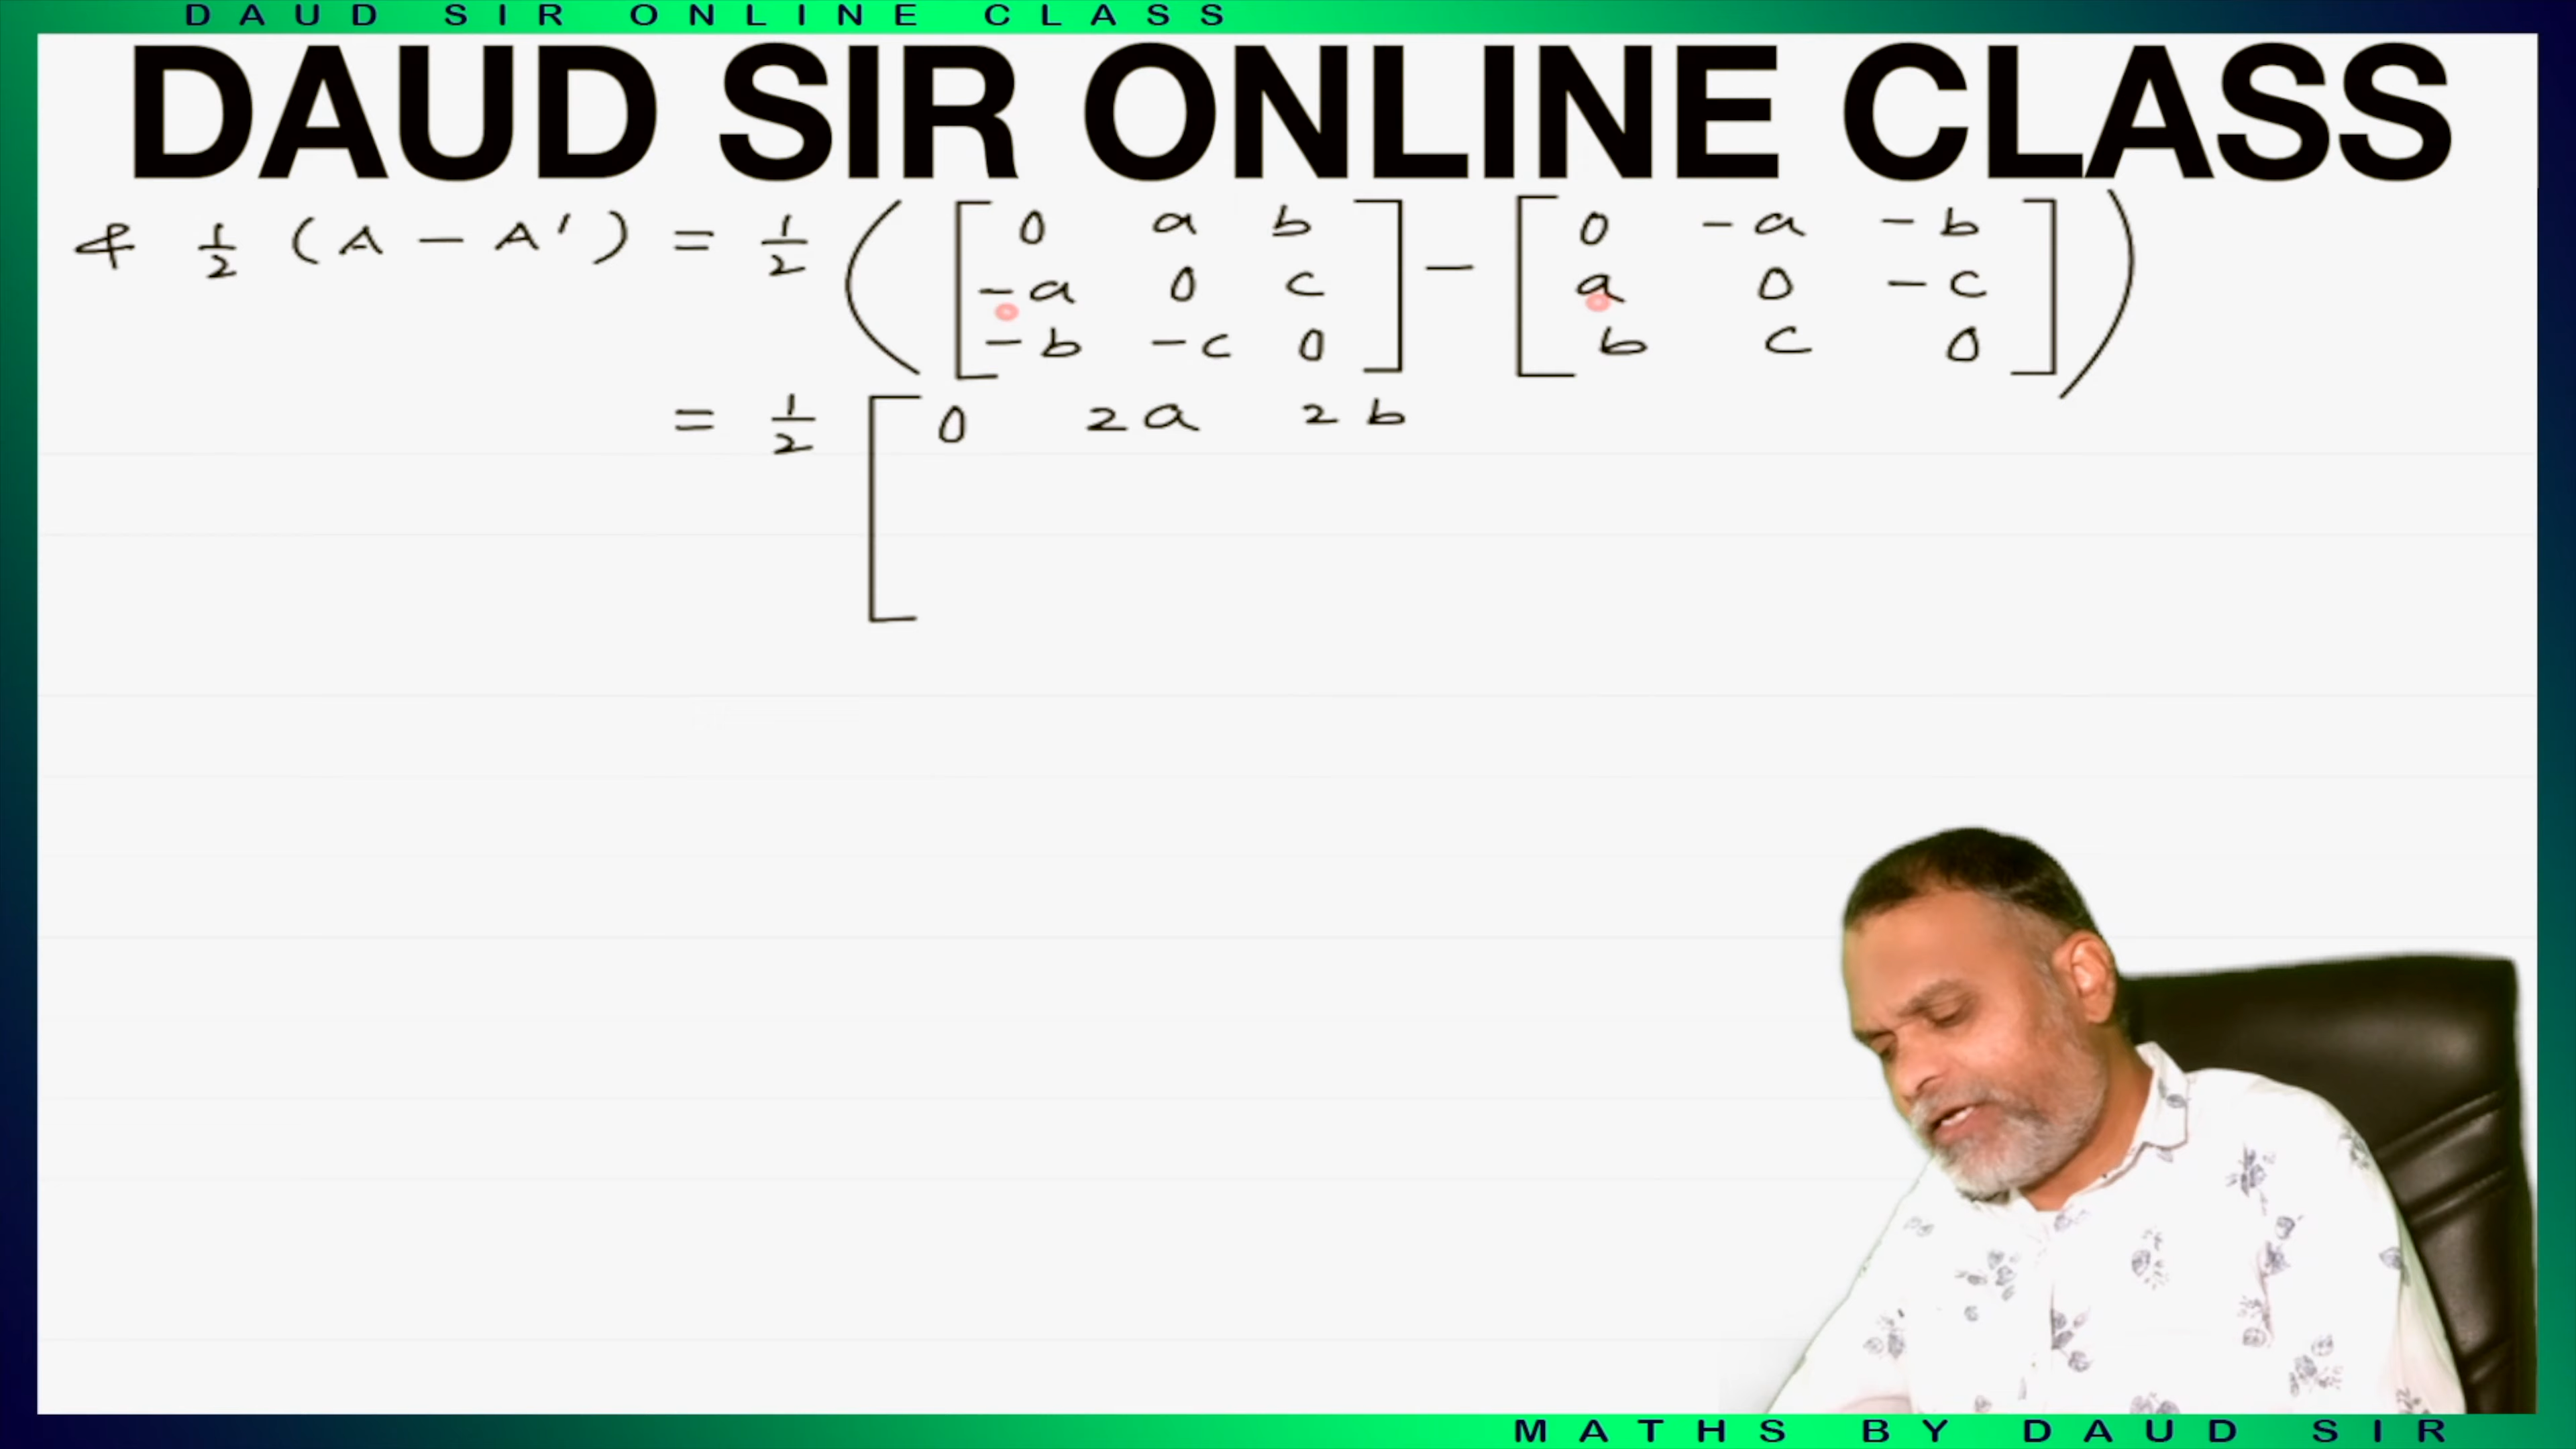 DAUD SIR ONLINE CLASS
DAUD SIR ONLINE CLASS
& 1/2 (A - A') = 1/2 ( [ 0 a b ] - [ 0 -a -b ] )
-a 0 c a 0 -c
-b -c 0 b c 0
= 1/2 [ 0 2a 2b
MATHS BY DAUD SIR